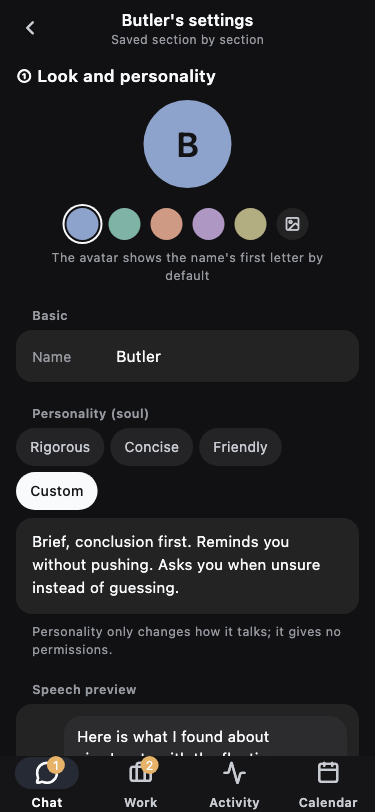 Butler's settings
Saved section by section
① Look and personality
B
The avatar shows the name's first letter by
default
Basic
Name Butler
Personality (soul)
Rigorous Concise Friendly
Custom
Brief, conclusion first. Reminds you
without pushing. Asks you when unsure
instead of guessing.
Personality only changes how it talks; it gives no
permissions.
Speech preview
Here is what I found about
1 2
Chat Work Activity Calendar